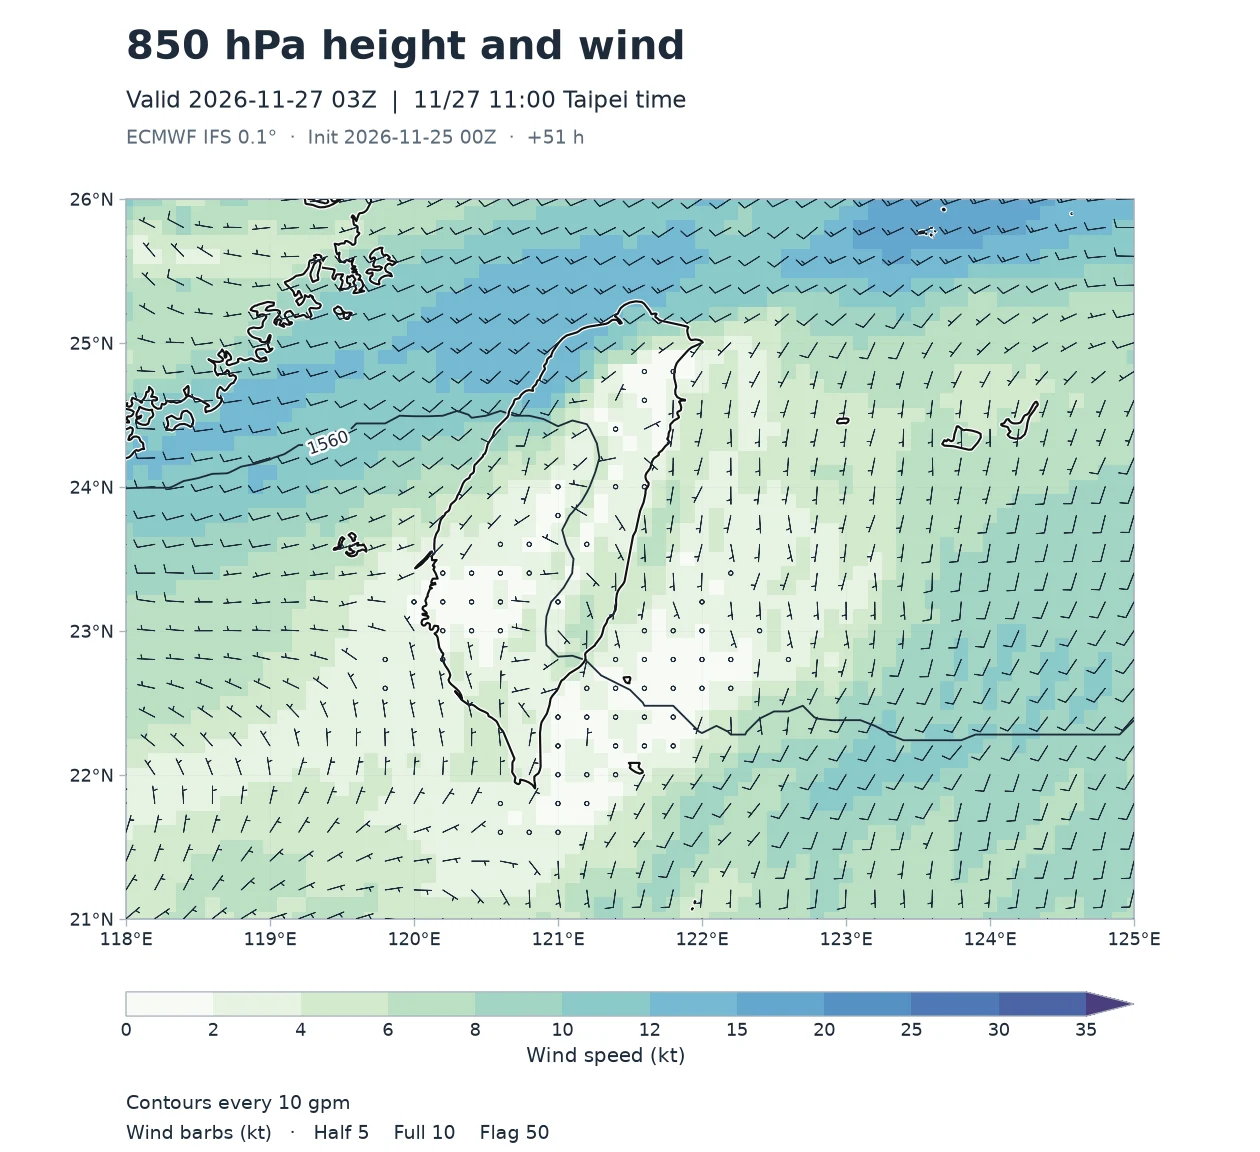 850 hPa height and wind
Valid 2026-11-27 03Z | 11/27 11:00 Taipei time
ECMWF IFS 0.1° · Init 2026-11-25 00Z · +51 h
26°N
25°N
1560
24°N
23°N
22°N
21°N
118°E 119°E 120°E 121°E 122°E 123°E 124°E 125°E
0 2 4 6 8 10 12 15 20 25 30 35
Wind speed (kt)
Contours every 10 gpm
Wind barbs (kt) · Half 5 Full 10 Flag 50